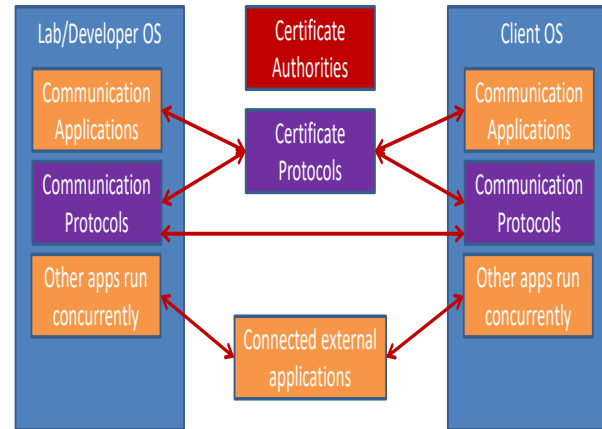 Lab/Developer OS
Communication
Applications
Communication
Protocols
Other apps run
concurrently
Certificate
Authorities
Certificate
Protocols
Connected external
applications
Client OS
Communication
Applications
Communication
Protocols
Other apps run
concurrently